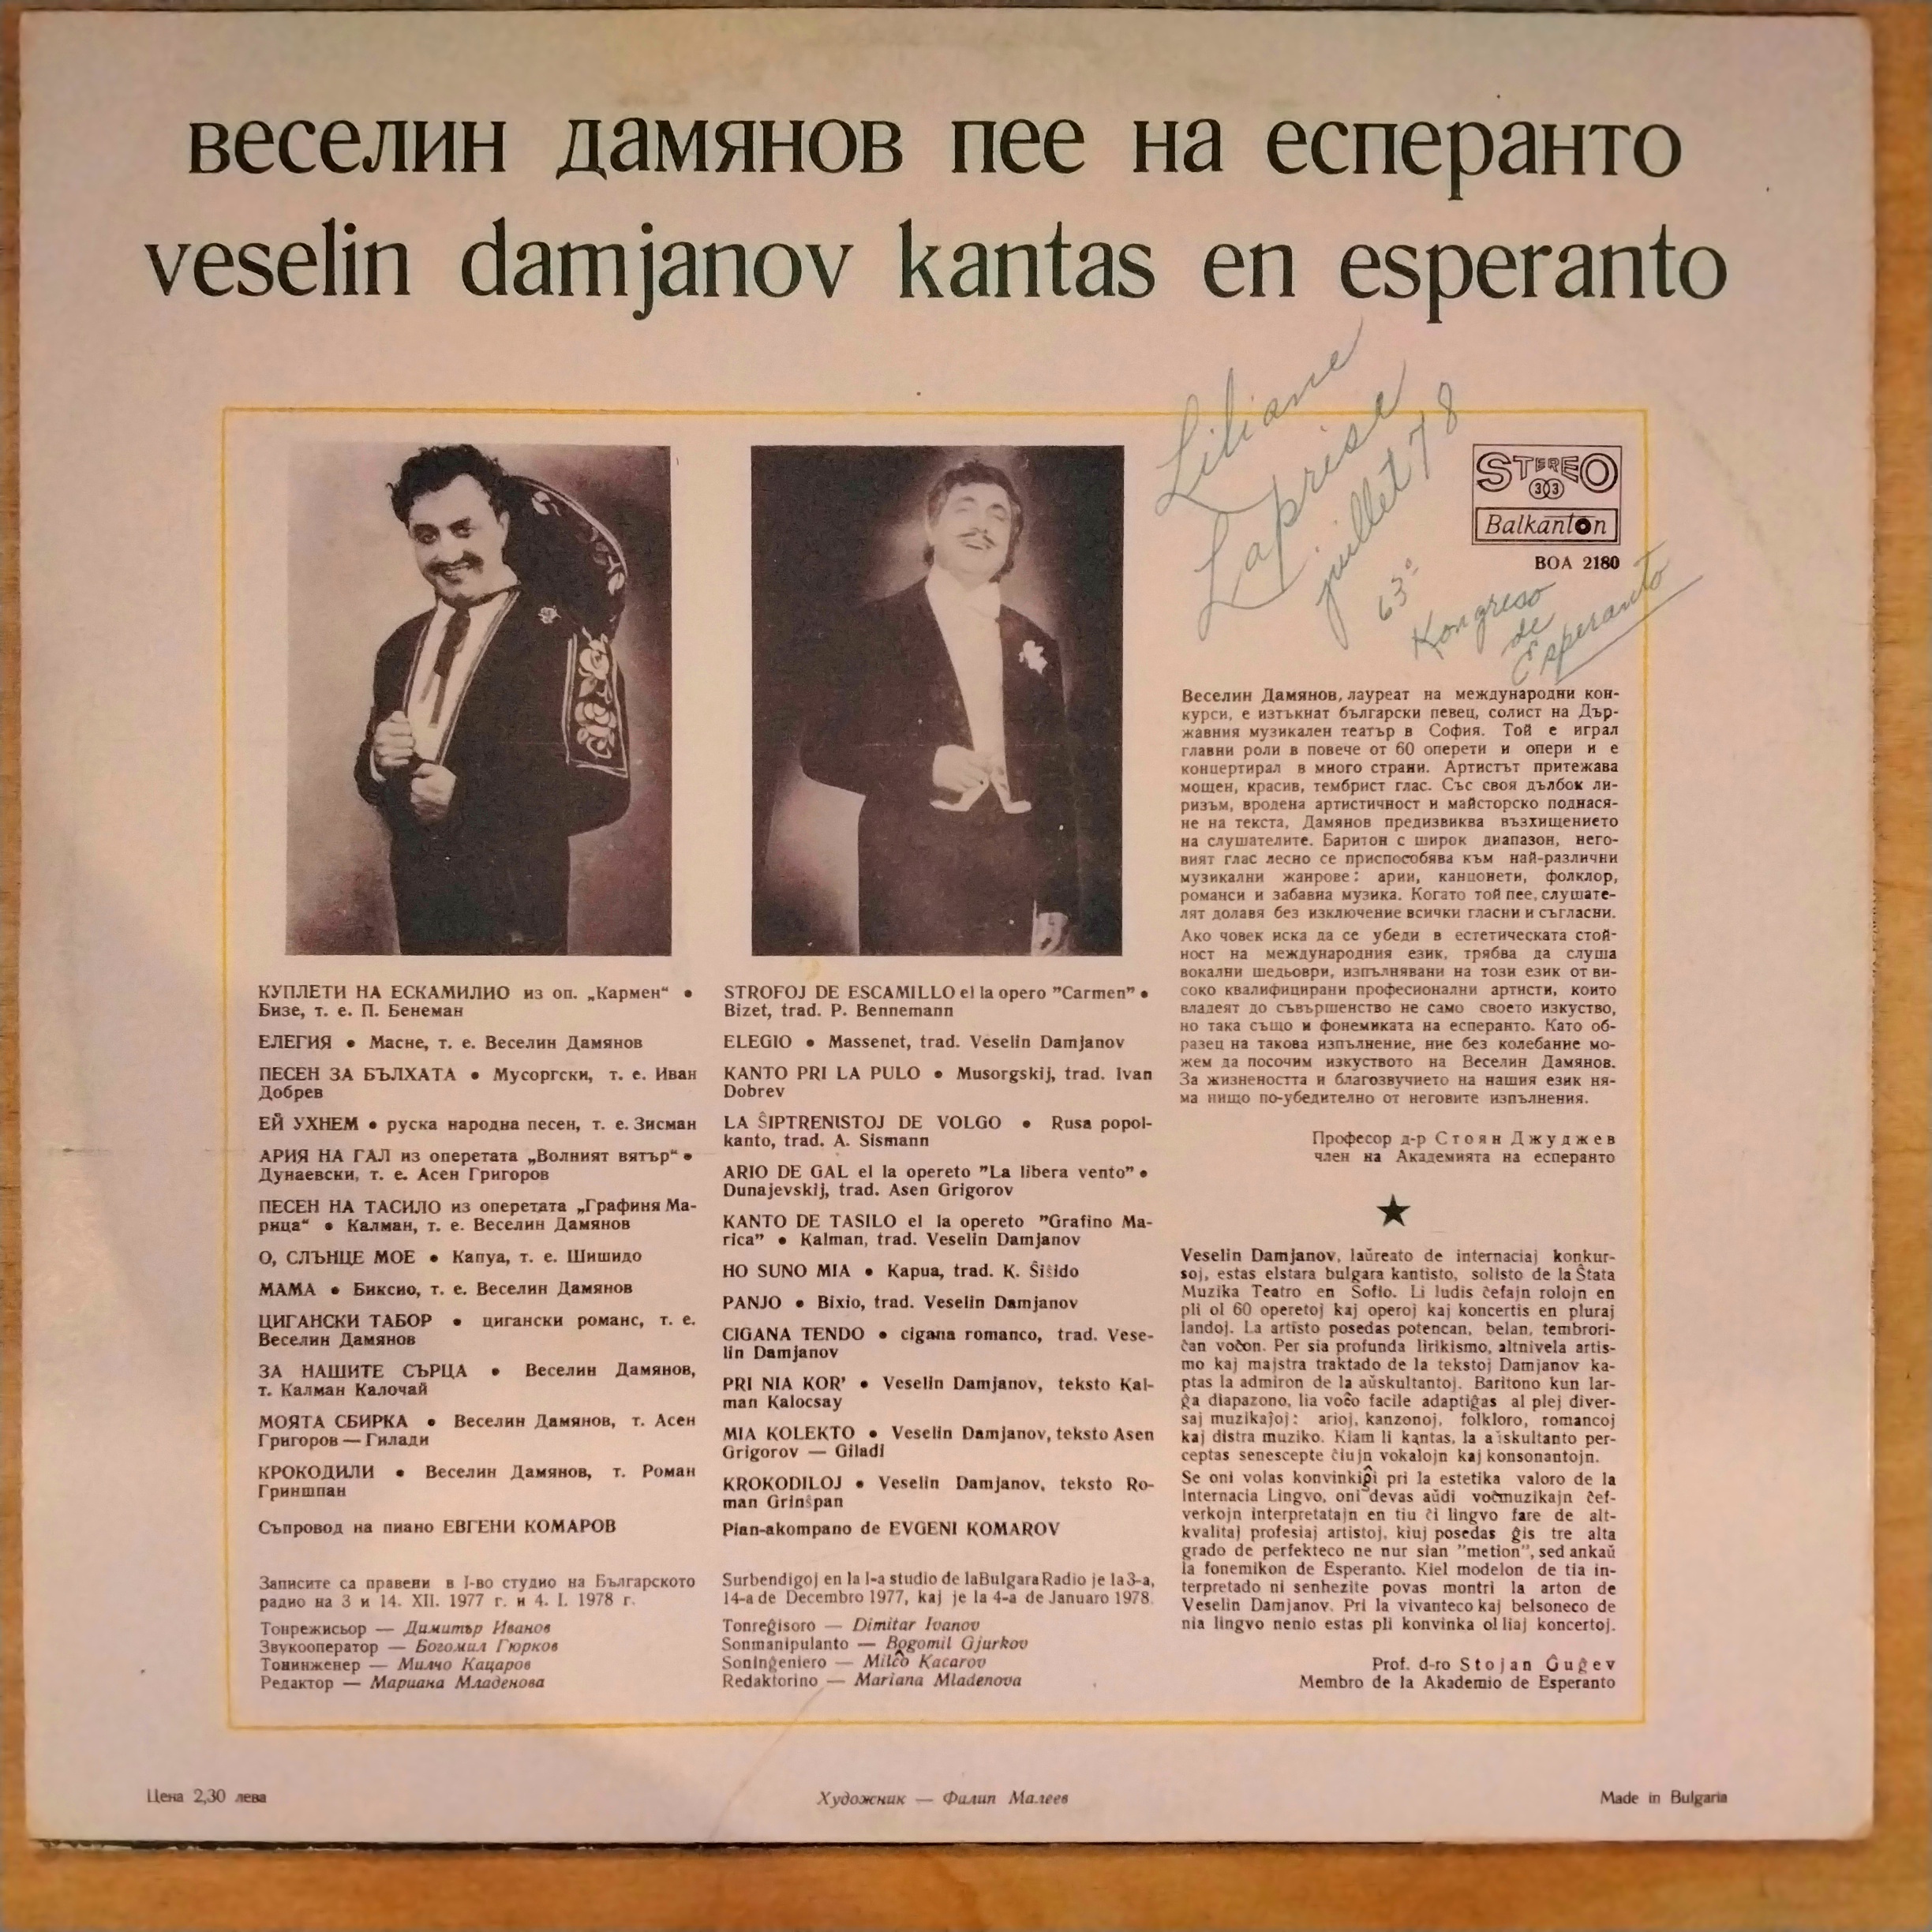 веселин дамянов пее на есперанто
veselin damjanov kantas en esperanto
Liliane
Laprise
juillet 78
63º
Kongreso
de
Esperanto
STEREO
33
Balkanton
ВОА 2180
КУПЛЕТИ НА ЕСКАМИЛИО из оп. „Кармен“ •
Бизе, т. е. П. Бенеман
ЕЛЕГИЯ • Масне, т. е. Веселин Дамянов
ПЕСЕН ЗА БЪЛХАТА • Мусоргски, т. е. Иван
Добрев
ЕЙ УХНЕМ • руска народна песен, т. е. Зисман
АРИЯ НА ГАЛ из оперетата „Волният вятър“ •
Дунаевски, т. е. Асен Григоров
ПЕСЕН НА ТАСИЛО из оперетата „Графиня Ма-
рица“ • Калман, т. е. Веселин Дамянов
О, СЛЪНЦЕ МОЕ • Капуа, т. е. Шишидо
МАМА • Биксио, т. е. Веселин Дамянов
ЦИГАНСКИ ТАБОР • цигански романс, т. е.
Веселин Дамянов
ЗА НАШИТЕ СЪРЦА • Веселин Дамянов,
т. Калман Калочай
МОЯТА СБИРКА • Веселин Дамянов, т. Асен
Григоров — Гилади
КРОКОДИЛИ • Веселин Дамянов, т. Роман
Гриншпан
Съпровод на пиано ЕВГЕНИ КОМАРОВ
Записите са правени в I-во студио на Българското
радио на 3 и 14. XII. 1977 г. и 4. I. 1978 г.
Тонрежисьор — Димитър Иванов
Звукооператор — Богомил Гюрков
Тонинженер — Милчо Кацаров
Редактор — Мариана Младенова
STROFOJ DE ESCAMILLO el la opero "Carmen" •
Bizet, trad. P. Bennemann
ELEGIO • Massenet, trad. Veselin Damjanov
KANTO PRI LA PULO • Musorgskij, trad. Ivan
Dobrev
LA ŜIPTRENISTOJ DE VOLGO • Rusa popol-
kanto, trad. A. Sismann
ARIO DE GAL el la opereto "La libera vento" •
Dunajevskij, trad. Asen Grigorov
KANTO DE TASILO el la opereto "Grafino Ma-
rica" • Kalman, trad. Veselin Damjanov
HO SUNO MIA • Kapua, trad. K. Ŝiŝido
PANJO • Bixio, trad. Veselin Damjanov
CIGANA TENDO • cigana romanco, trad. Vese-
lin Damjanov
PRI NIA KOR' • Veselin Damjanov, teksto Kal-
man Kalocsay
MIA KOLEKTO • Veselin Damjanov, teksto Asen
Grigorov — Giladi
KROKODILOJ • Veselin Damjanov, teksto Ro-
man Grinŝpan
Pian-akompano de EVGENI KOMAROV
Surbendigoj en la I-a studio de laBulgara Radio je la 3-a,
14-a de Decembro 1977, kaj je la 4-a de Januaro 1978.
Tonreĝisoro — Dimitar Ivanov
Sonmanipulanto — Bogomil Gjurkov
Soninĝeniero — Milĉo Kacarov
Redaktorino — Mariana Mladenova
Веселин Дамянов, лауреат на международни кон-
курси, е изтъкнат български певец, солист на Дър-
жавния музикален театър в София. Той е играл
главни роли в повече от 60 оперети и опери и е
концертирал в много страни. Артистът притежава
мощен, красив, тембрист глас. Със своя дълбок ли-
ризъм, вродена артистичност и майсторско поднася-
не на текста, Дамянов предизвиква възхищението
на слушателите. Баритон с широк диапазон, него-
вият глас лесно се приспособява към най-различни
музикални жанрове: арии, канцонети, фолклор,
романси и забавна музика. Когато той пее, слушате-
лят долавя без изключение всички гласни и съгласни.
Ако човек иска да се убеди в естетическата стой-
ност на международния език, трябва да слуша
вокални шедьоври, изпълнявани на този език от ви-
соко квалифицирани професионални артисти, които
владеят до съвършенство не само своето изкуство,
но така също и фонемиката на есперанто. Като об-
разец на такова изпълнение, ние без колебание мо-
жем да посочим изкуството на Веселин Дамянов.
За жизнеността и благозвучието на нашия език ня-
ма нищо по-убедително от неговите изпълнения.
Професор д-р Стоян Джуджев
член на Академията на есперанто
★
Veselin Damjanov, laŭreato de internaciaj konkur-
soj, estas elstara bulgara kantisto, solisto de la Ŝtata
Muzika Teatro en Sofio. Li ludis ĉefajn rolojn en
pli ol 60 operetoj kaj operoj kaj koncertis en pluraj
landoj. La artisto posedas potencan, belan, tembrori-
ĉan voĉon. Per sia profunda lirikismo, altnivela artis-
mo kaj majstra traktado de la tekstoj Damjanov ka-
ptas la admiron de la aŭskultantoj. Baritono kun lar-
ĝa diapazono, lia voĉo facile adaptiĝas al plej diver-
saj muzikaĵoj: arioj, kanzonoj, folkloro, romancoj
kaj distra muziko. Kiam li kantas, la aŭskultanto per-
ceptas senescepte ĉiujn vokalojn kaj konsonantojn.
Se oni volas konvinkiĝi pri la estetika valoro de la
Internacia Lingvo, oni devas aŭdi voĉmuzikajn ĉef-
verkojn interpretatajn en tiu ĉi lingvo fare de alt-
kvalitaj profesiaj artistoj, kiuj posedas ĝis tre alta
grado de perfekteco ne nur sian "metion", sed ankaŭ
la fonemikon de Esperanto. Kiel modelon de tia in-
terpretado ni senhezite povas montri la arton de
Veselin Damjanov. Pri la vivanteco kaj belsoneco de
nia lingvo nenio estas pli konvinka ol liaj koncertoj.
Prof. d-ro Stojan Ĝuĝev
Membro de la Akademio de Esperanto
Цена 2,30 лева
Художник — Филип Малеев
Made in Bulgaria